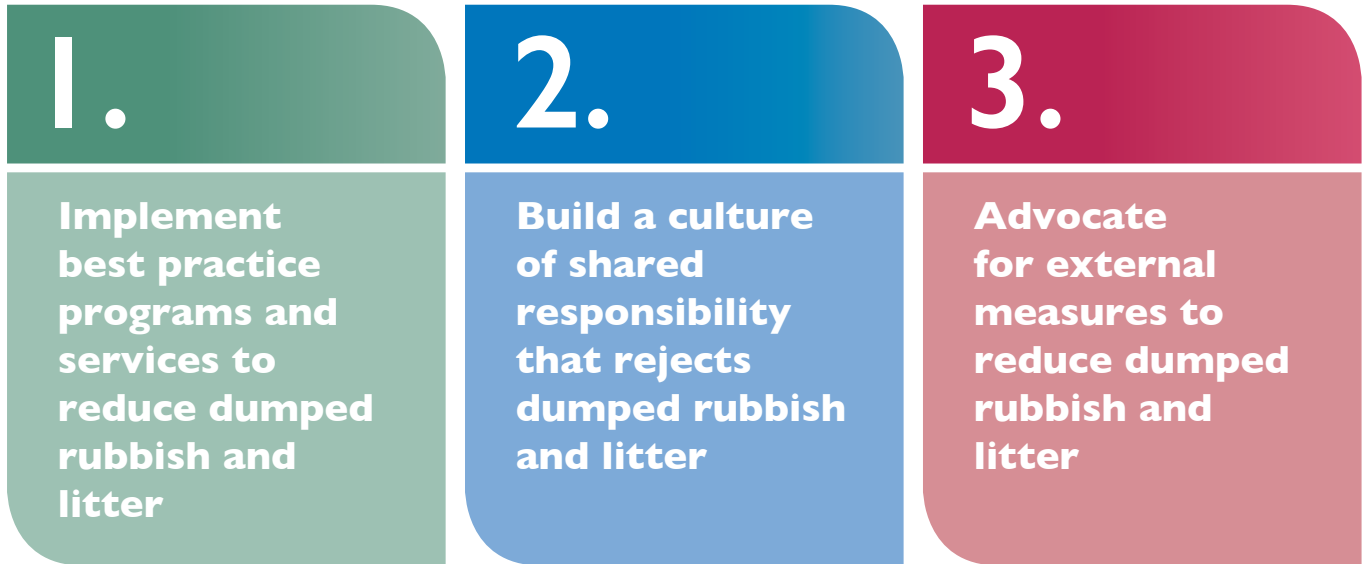 1.
Implement
best practice
programs and
services to
reduce dumped
rubbish and
litter
2.
Build a culture
of shared
responsibility
that rejects
dumped rubbish
and litter
3.
Advocate
for external
measures to
reduce dumped
rubbish and
litter